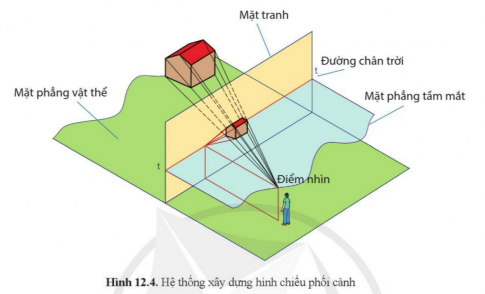 Mặt tranh
t
Đường chân trời
Mặt phẳng vật thể
Mặt phẳng tầm mắt
t
Điểm nhìn
Hình 12.4. Hệ thống xây dựng hình chiếu phối cảnh